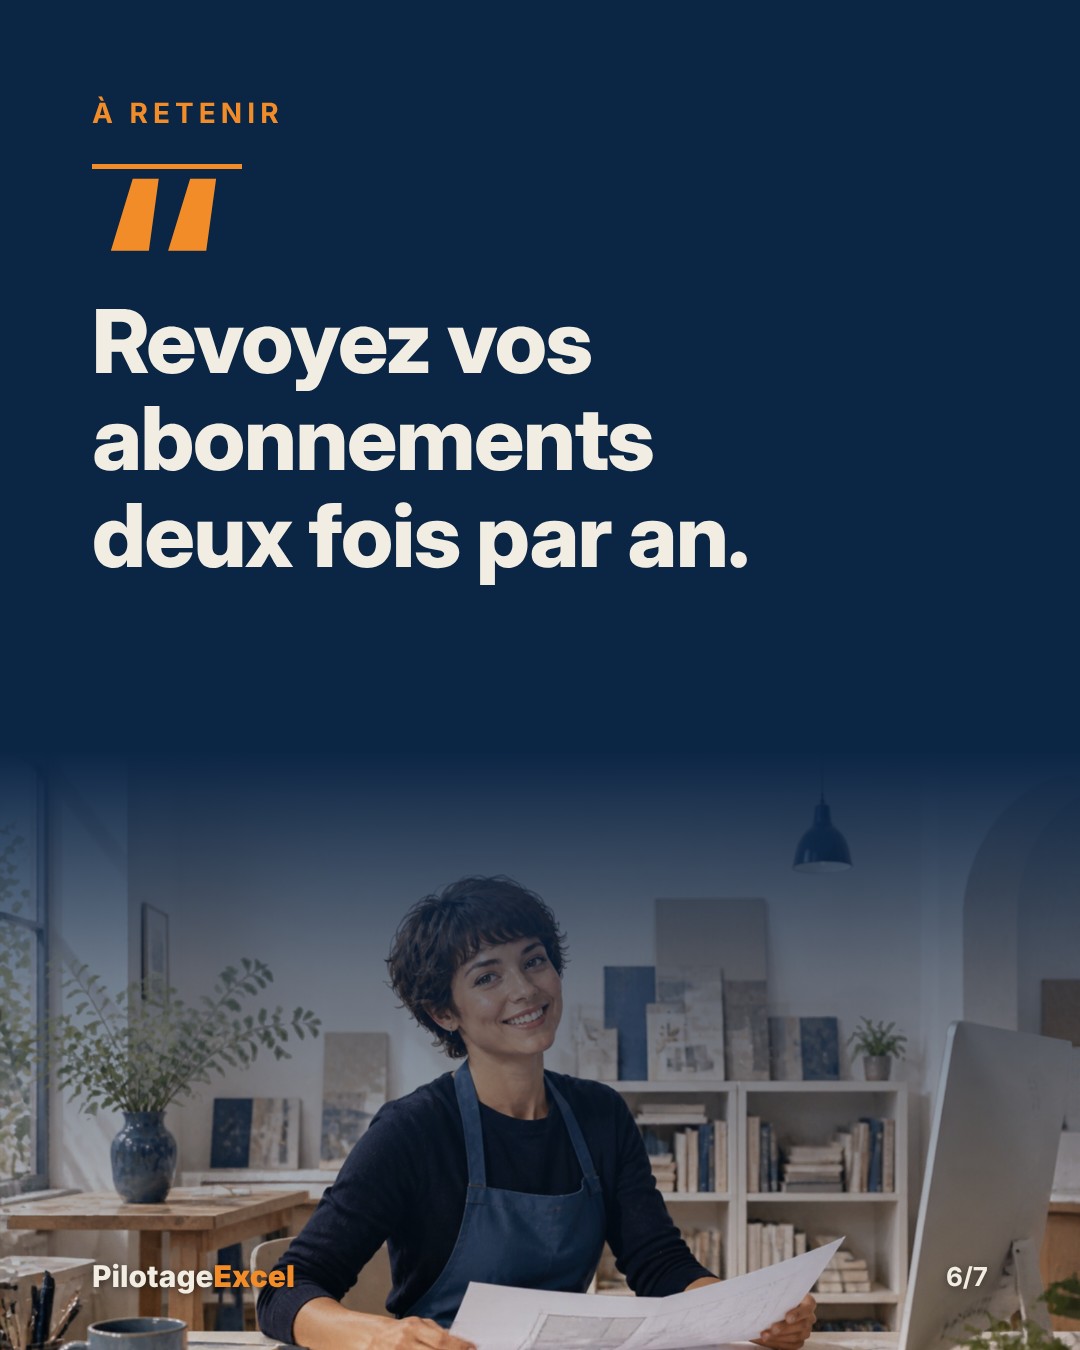 À RETENIR
"
Revoyez vos
abonnements
deux fois par an.
PilotageExcel
6/7